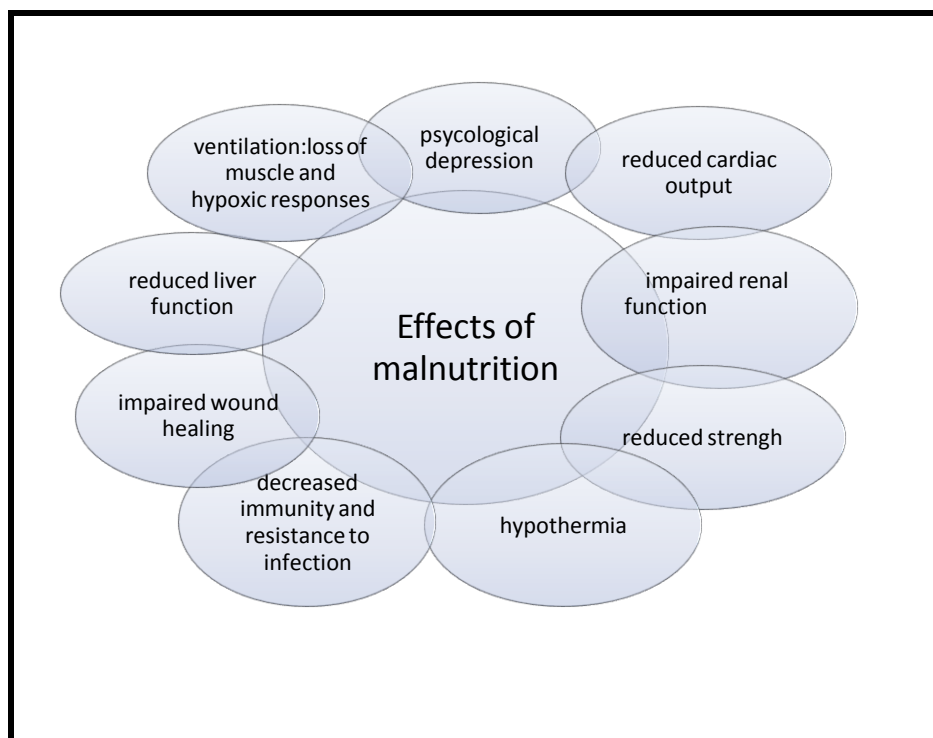 psycological
depression
reduced cardiac
output
impaired renal
function
reduced strengh
hypothermia
decreased
immunity and
resistance to
infection
impaired wound
healing
reduced liver
function
ventilation:loss of
muscle and
hypoxic responses
Effects of
malnutrition